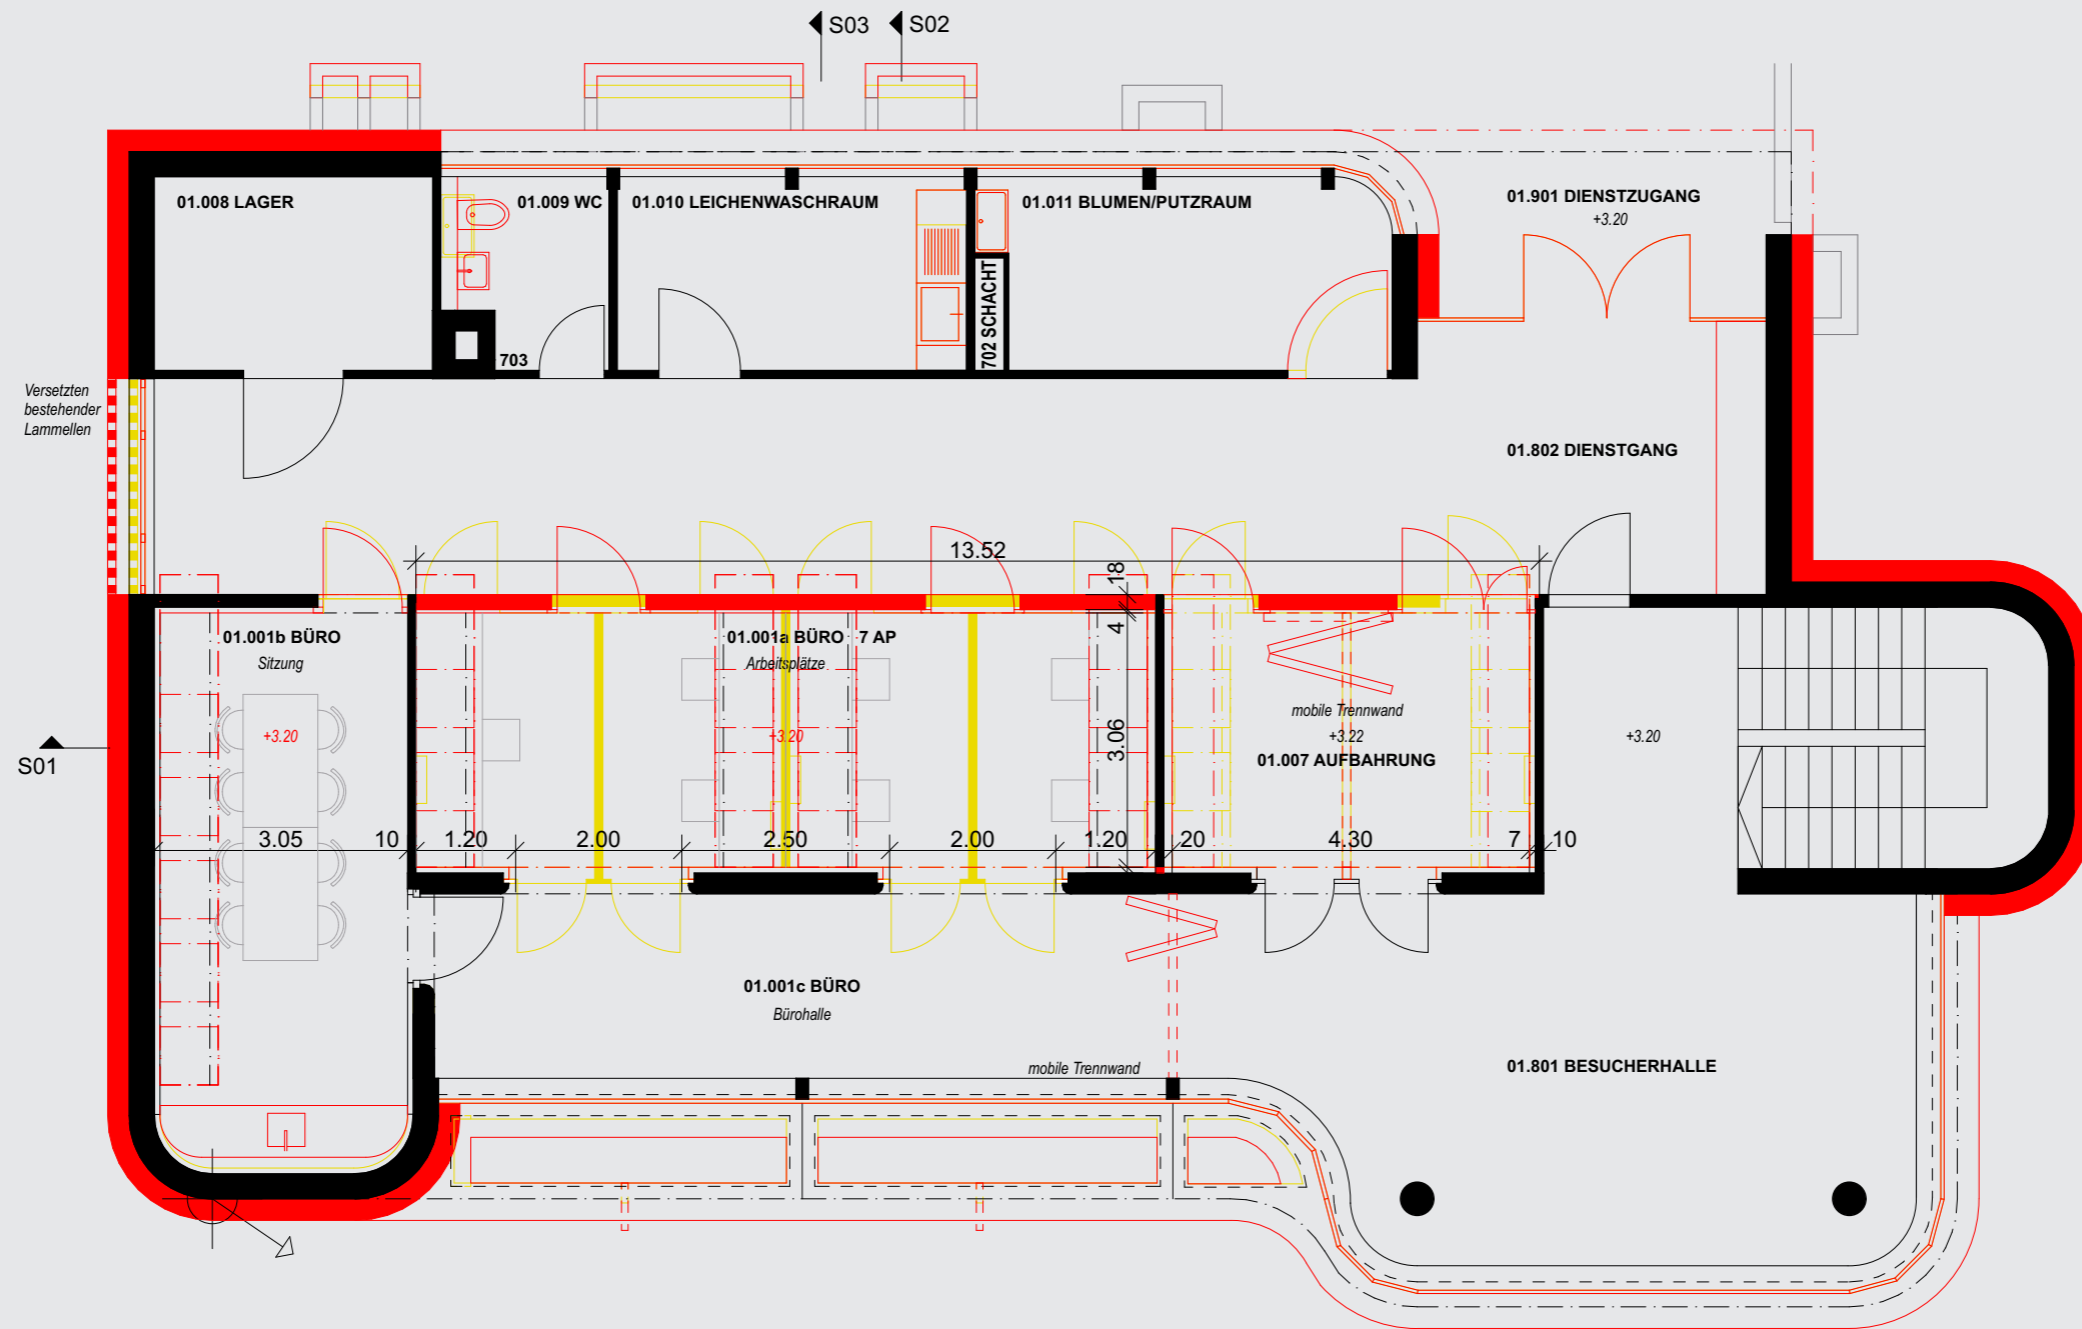 S03
S02
01.008 LAGER
01.009 WC
01.010 LEICHENWASCHRAUM
01.011 BLUMEN/PUTZRAUM
01.901 DIENSTZUGANG
+3.20
702 SCHACHT
703
Versetzten
bestehender
Lammellen
01.802 DIENSTGANG
13.52
18
4
3.06
01.001b BÜRO
Sitzung
+3.20
01.001a BÜRO 7 AP
Arbeitsplätze
+3.20
mobile Trennwand
+3.22
01.007 AUFBAHRUNG
+3.20
S01
3.05
10
1.20
2.00
2.50
2.00
1.20
20
4.30
7
10
01.001c BÜRO
Bürohalle
mobile Trennwand
01.801 BESUCHERHALLE